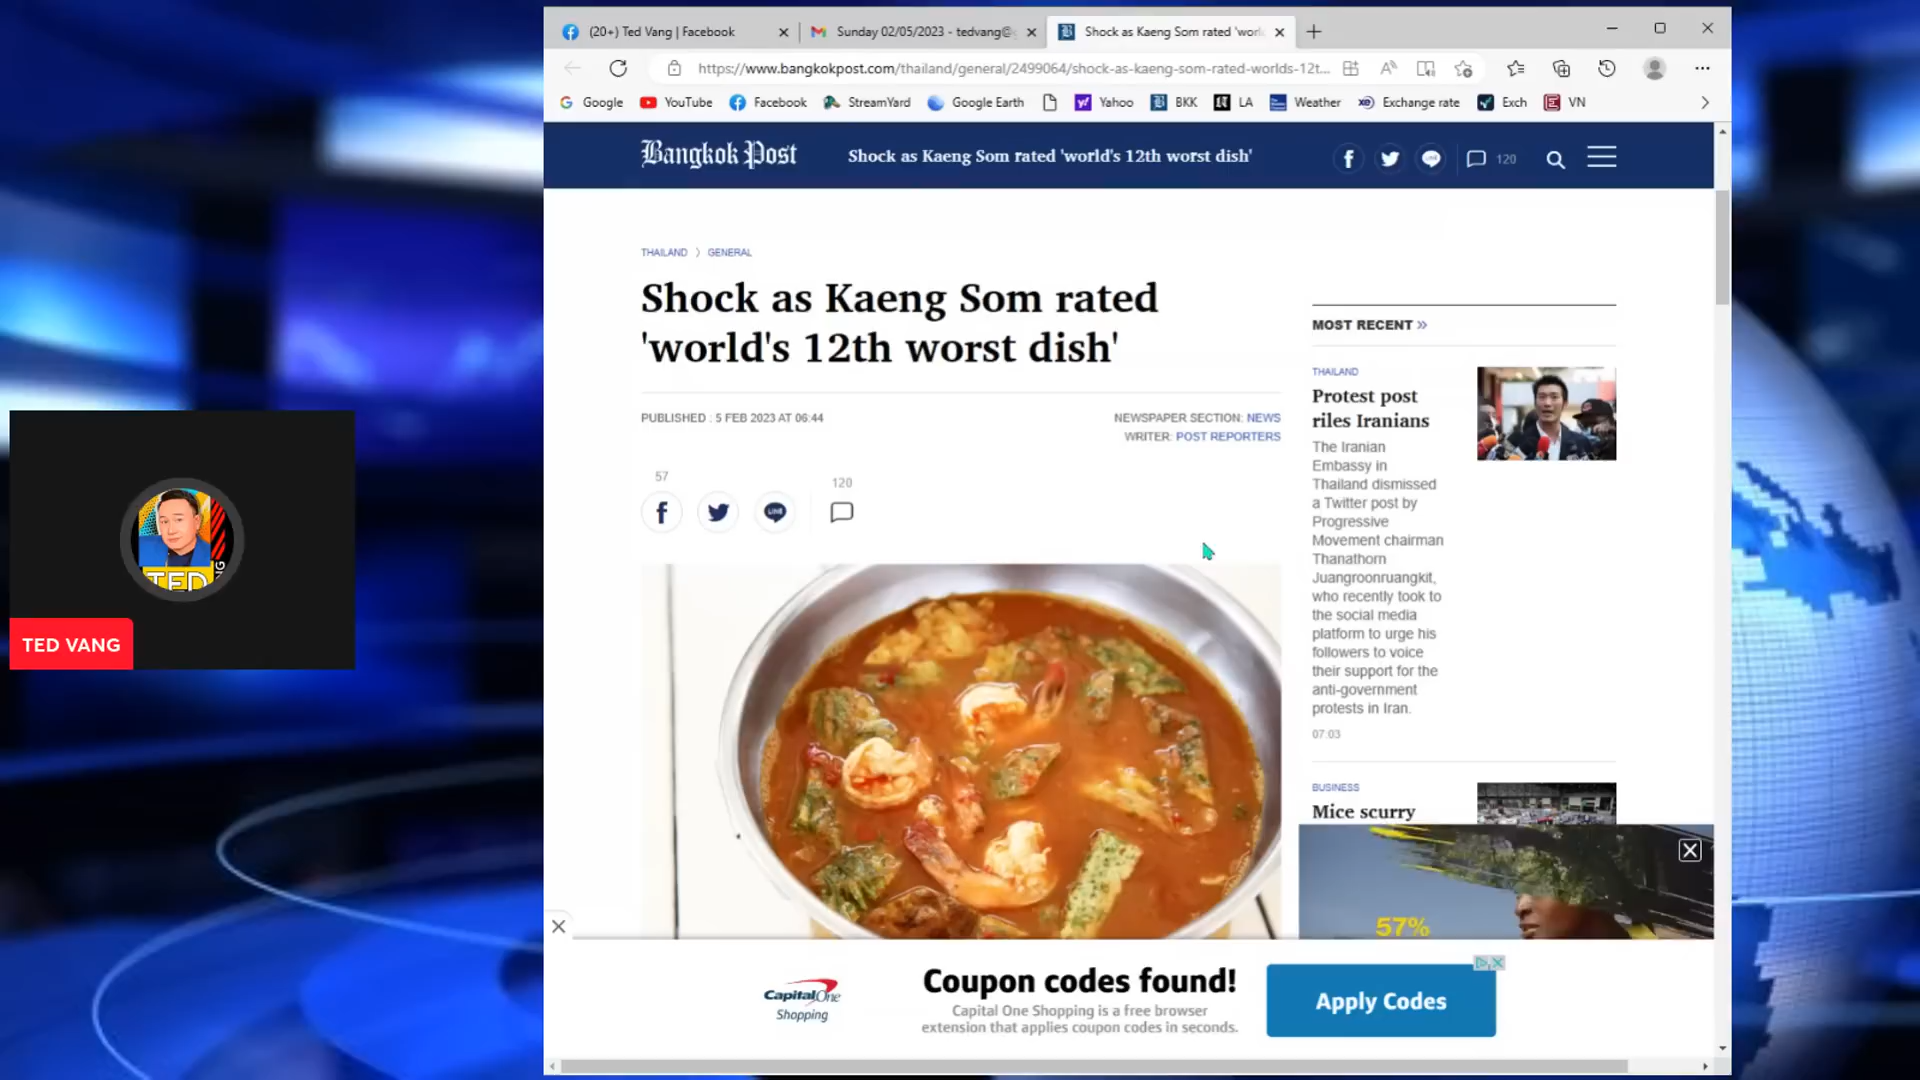 (20+) Ted Vang | Facebook
Sunday 02/05/2023 - tedvang@
Shock as Kaeng Som rated 'worl
https://www.bangkokpost.com/thailand/general/2499064/shock-as-kaeng-som-rated-worlds-12t...
Google
YouTube
Facebook
StreamYard
Google Earth
Yahoo
BKK
LA
Weather
Exchange rate
Exch
VN
Bangkok Post
Shock as Kaeng Som rated 'world's 12th worst dish'
120
THAILAND
GENERAL
Shock as Kaeng Som rated
'world's 12th worst dish'
PUBLISHED : 5 FEB 2023 AT 06:44
NEWSPAPER SECTION: NEWS
WRITER: POST REPORTERS
57
120
LINE
MOST RECENT »
THAILAND
Protest post
riles Iranians
The Iranian
Embassy in
Thailand dismissed
a Twitter post by
Progressive
Movement chairman
Thanathorn
Juangroonruangkit,
who recently took to
the social media
platform to urge his
followers to voice
their support for the
anti-government
protests in Iran.
07:03
BUSINESS
Mice scurry
57%
TED
TED VANG
CapitalOne
Shopping
Coupon codes found!
Capital One Shopping is a free browser
extension that applies coupon codes in seconds.
Apply Codes